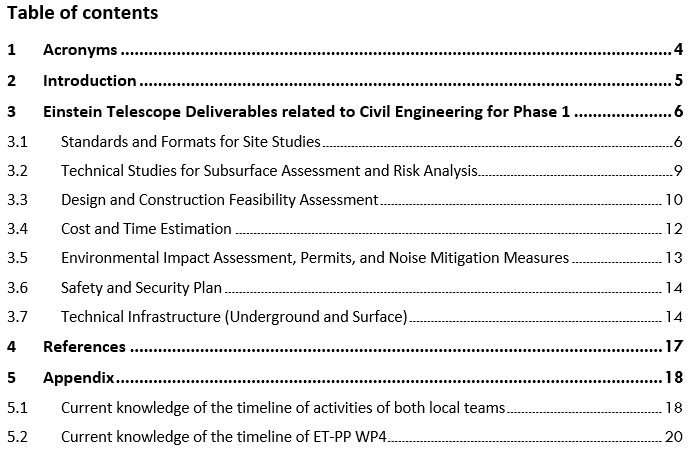 Table of contents
1 Acronyms 4
2 Introduction 5
3 Einstein Telescope Deliverables related to Civil Engineering for Phase 1 6
3.1 Standards and Formats for Site Studies 6
3.2 Technical Studies for Subsurface Assessment and Risk Analysis 9
3.3 Design and Construction Feasibility Assessment 10
3.4 Cost and Time Estimation 12
3.5 Environmental Impact Assessment, Permits, and Noise Mitigation Measures 13
3.6 Safety and Security Plan 14
3.7 Technical Infrastructure (Underground and Surface) 14
4 References 17
5 Appendix 18
5.1 Current knowledge of the timeline of activities of both local teams 18
5.2 Current knowledge of the timeline of ET-PP WP4 20